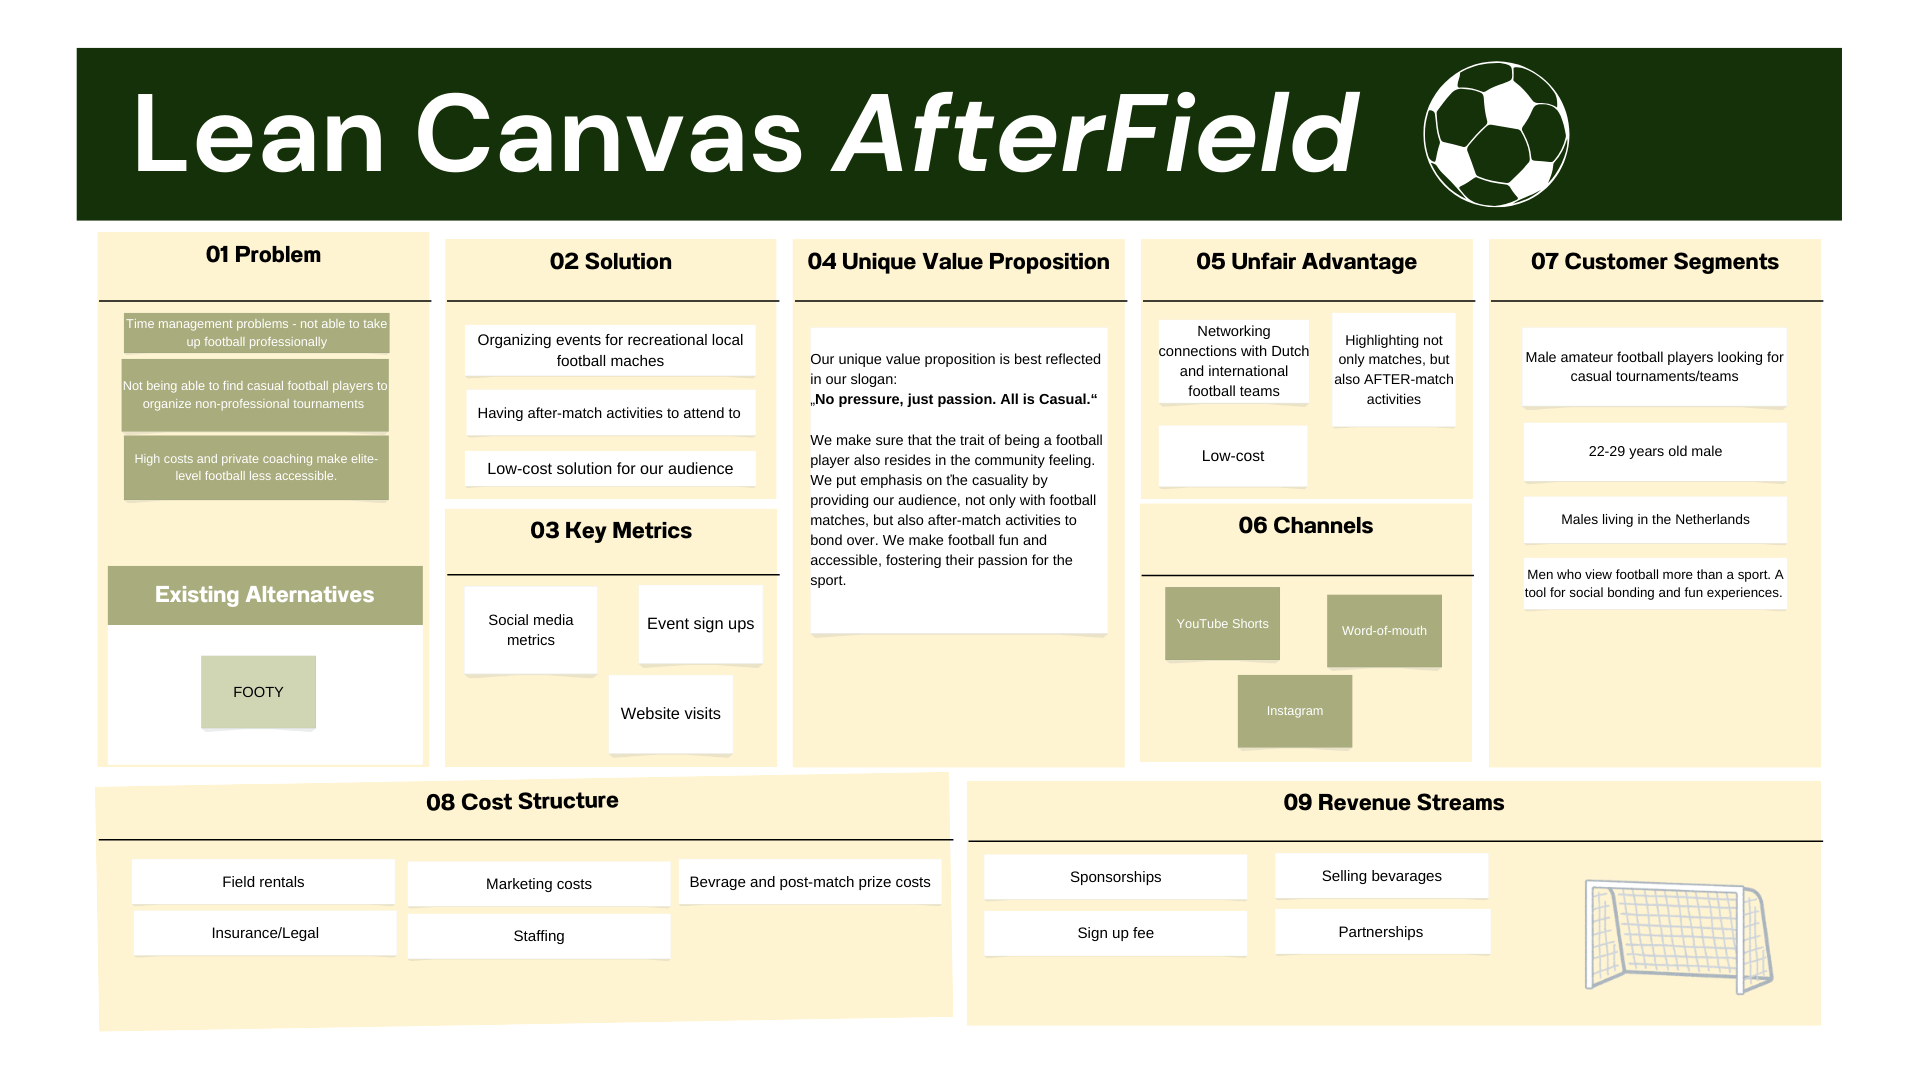 Lean Canvas AfterField
01 Problem
Time management problems - not able to take
up football professionally
Not being able to find casual football players to
organize non-professional tournaments
High costs and private coaching make elite-
level football less accessible.
Existing Alternatives
FOOTY
02 Solution
Organizing events for recreational local
football maches
Having after-match activities to attend to
Low-cost solution for our audience
03 Key Metrics
Social media
metrics
Event sign ups
Website visits
04 Unique Value Proposition
Our unique value proposition is best reflected
in our slogan:
„No pressure, just passion. All is Casual.“
We make sure that the trait of being a football
player also resides in the community feeling.
We put emphasis on ťhe casuality by
providing our audience, not only with football
matches, but also after-match activities to
bond over. We make football fun and
accessible, fostering their passion for the
sport.
05 Unfair Advantage
Networking
connections with Dutch
and international
football teams
Highlighting not
only matches, but
also AFTER-match
activities
Low-cost
06 Channels
YouTube Shorts
Word-of-mouth
Instagram
07 Customer Segments
Male amateur football players looking for
casual tournaments/teams
22-29 years old male
Males living in the Netherlands
Men who view football more than a sport. A
tool for social bonding and fun experiences.
08 Cost Structure
Field rentals
Marketing costs
Bevrage and post-match prize costs
Insurance/Legal
Staffing
09 Revenue Streams
Sponsorships
Selling bevarages
Sign up fee
Partnerships